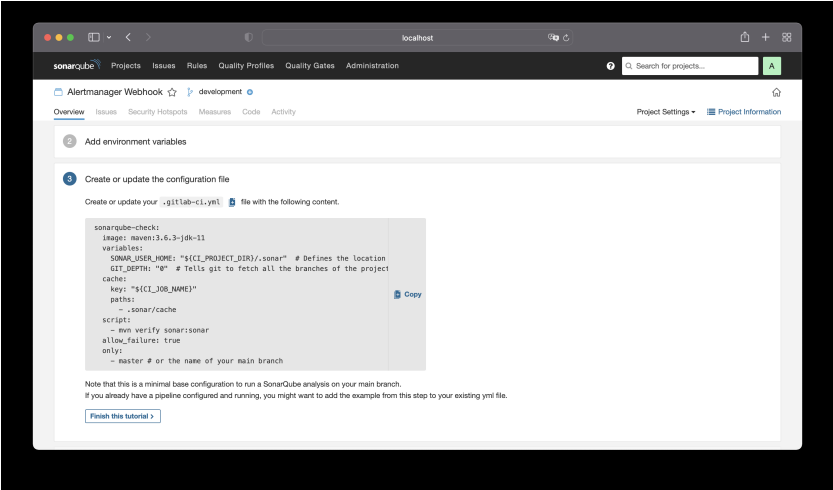 localhost
sonarqube Projects Issues Rules Quality Profiles Quality Gates Administration ? Search for projects... A
Alertmanager Webhook development
Overview Issues Security Hotspots Measures Code Activity Project Settings Project Information
2 Add environment variables
3 Create or update the configuration file
Create or update your .gitlab-ci.yml file with the following content.
sonarqube-check:
image: maven:3.6.3-jdk-11
variables:
SONAR_USER_HOME: "${CI_PROJECT_DIR}/.sonar" # Defines the location
GIT_DEPTH: "0" # Tells git to fetch all the branches of the project
cache:
key: "${CI_JOB_NAME}"
paths:
- .sonar/cache
script:
- mvn verify sonar:sonar
allow_failure: true
only:
- master # or the name of your main branch
Copy
Note that this is a minimal base configuration to run a SonarQube analysis on your main branch.
If you already have a pipeline configured and running, you might want to add the example from this step to your existing yml file.
Finish this tutorial >